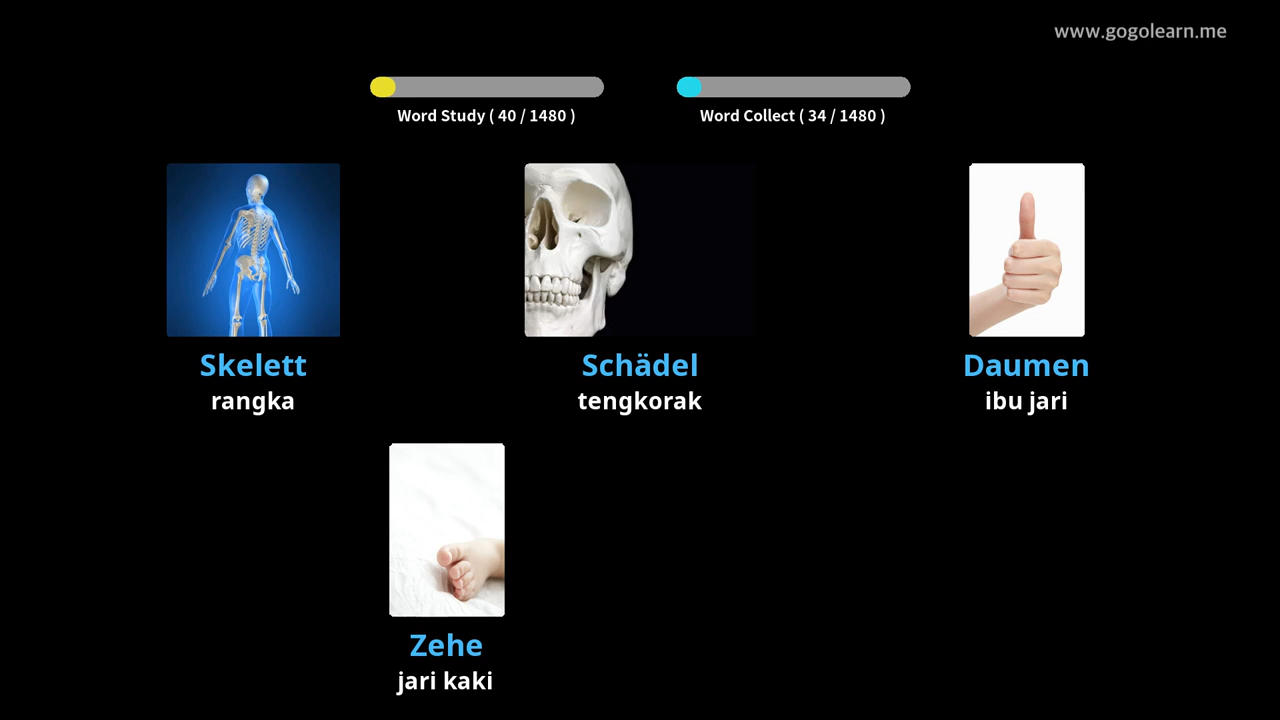 www.gogolearn.me
Word Study ( 40 / 1480 )
Word Collect ( 34 / 1480 )
Skelett
rangka
Schädel
tengkorak
Daumen
ibu jari
Zehe
jari kaki